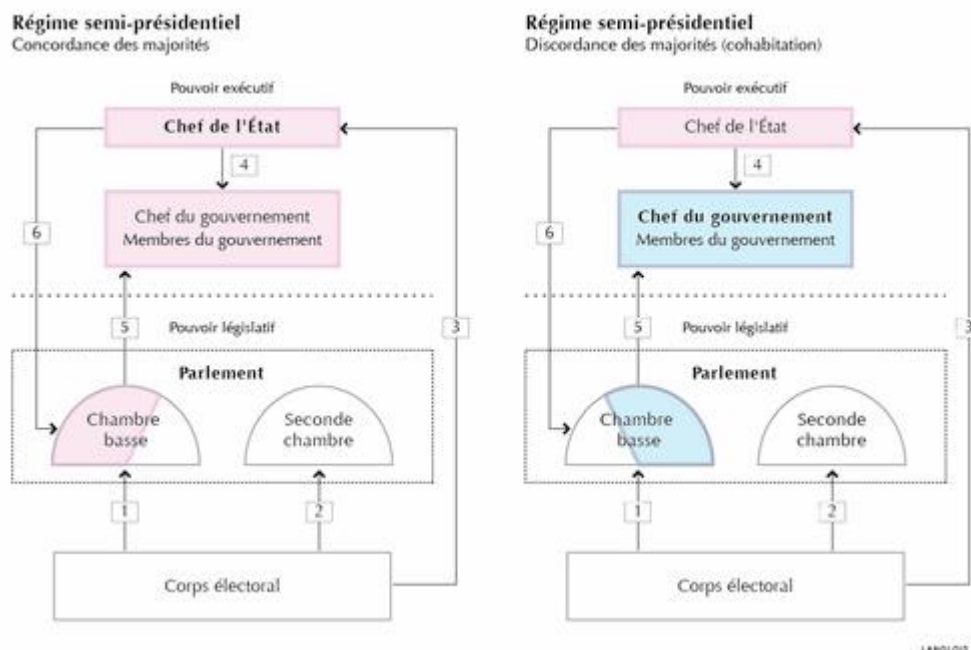 Régime semi-présidentiel
Concordance des majorités
Pouvoir exécutif
Chef de l'État
4
Chef du gouvernement
Membres du gouvernement
6
5
Pouvoir législatif
3
Parlement
Chambre
basse
Seconde
chambre
1
2
Corps électoral
Régime semi-présidentiel
Discordance des majorités (cohabitation)
Pouvoir exécutif
Chef de l'État
4
Chef du gouvernement
Membres du gouvernement
6
5
Pouvoir législatif
3
Parlement
Chambre
basse
Seconde
chambre
1
2
Corps électoral